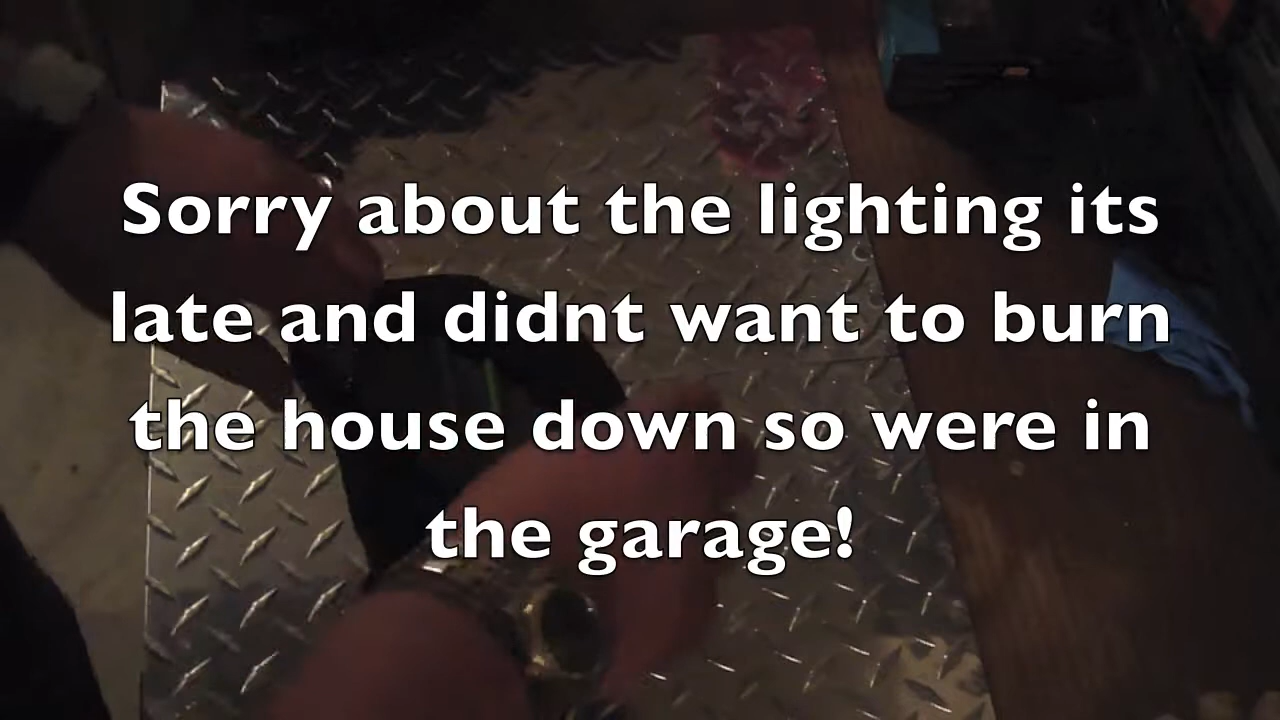 Sorry about the lighting its
late and didnt want to burn
the house down so were in
the garage!